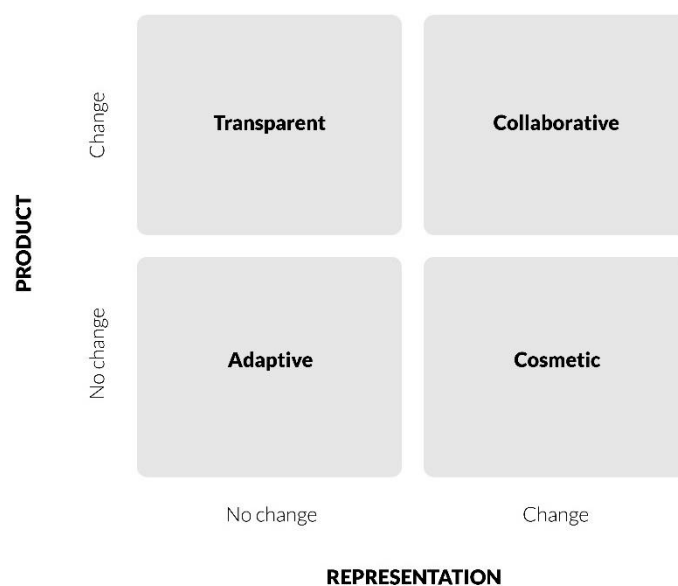 Change
Transparent
Collaborative
PRODUCT
No change
Adaptive
Cosmetic
No change
Change
REPRESENTATION